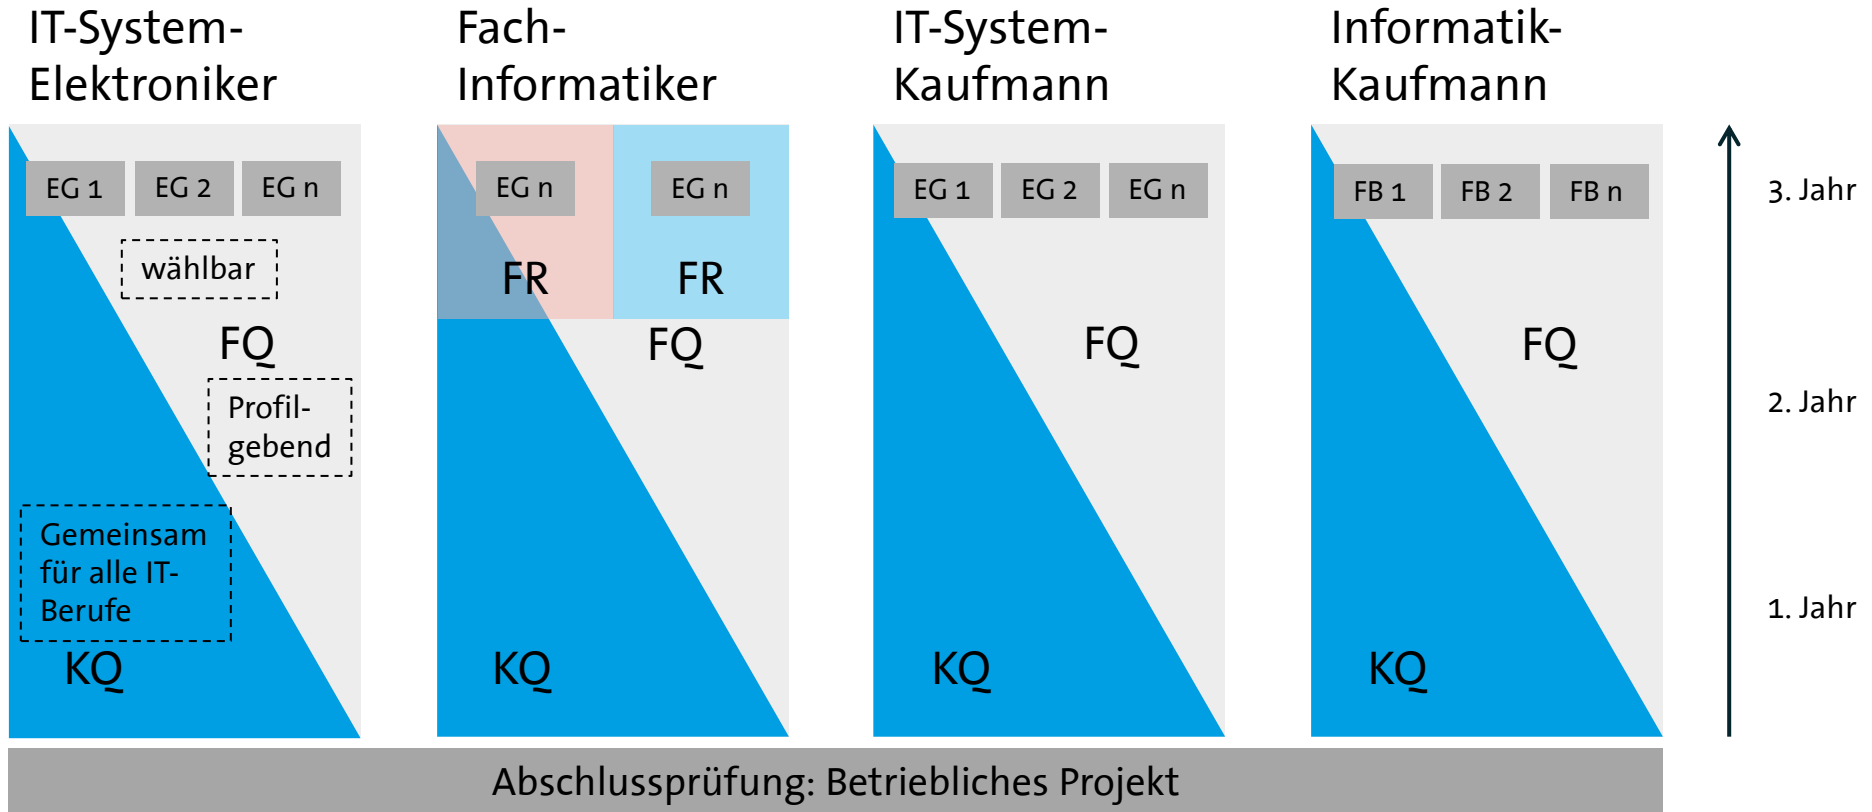 IT-System-
Elektroniker
Fach-
Informatiker
IT-System-
Kaufmann
Informatik-
Kaufmann
EG 1
EG 2
EG n
EG n
EG n
EG 1
EG 2
EG n
FB 1
FB 2
FB n
3. Jahr
wählbar
FR
FR
FQ
FQ
FQ
FQ
Profil-
gebend
2. Jahr
Gemeinsam
für alle IT-
Berufe
1. Jahr
KQ
KQ
KQ
KQ
Abschlussprüfung: Betriebliches Projekt